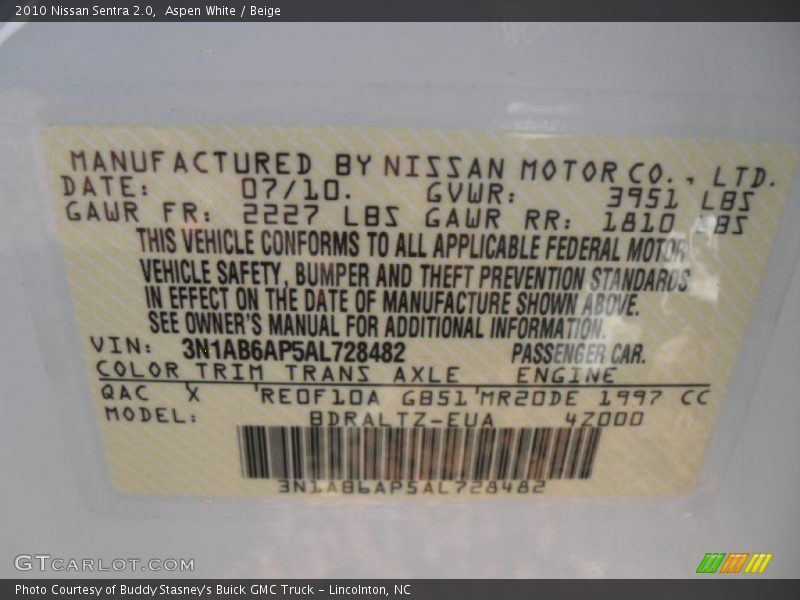 2010 Nissan Sentra 2.0,  Aspen White / Beige
MANUFACTURED BY NISSAN MOTOR CO., LTD.
DATE: 07/10. GVWR: 3951 LBS
GAWR FR: 2227 LBS GAWR RR: 1810 LBS
THIS VEHICLE CONFORMS TO ALL APPLICABLE FEDERAL MOTOR
VEHICLE SAFETY, BUMPER AND THEFT PREVENTION STANDARDS
IN EFFECT ON THE DATE OF MANUFACTURE SHOWN ABOVE.
SEE OWNER'S MANUAL FOR ADDITIONAL INFORMATION.
VIN: 3N1AB6AP5AL728482 PASSENGER CAR.
COLOR TRIM TRANS AXLE ENGINE
QAC X RE0F10A GB51 MR20DE 1997 CC
MODEL: BDRALTZ-EUA 4Z000
3N1AB6AP5AL728482
GTCARLOT.COM
Photo Courtesy of Buddy Stasney's Buick GMC Truck - Lincolnton, NC